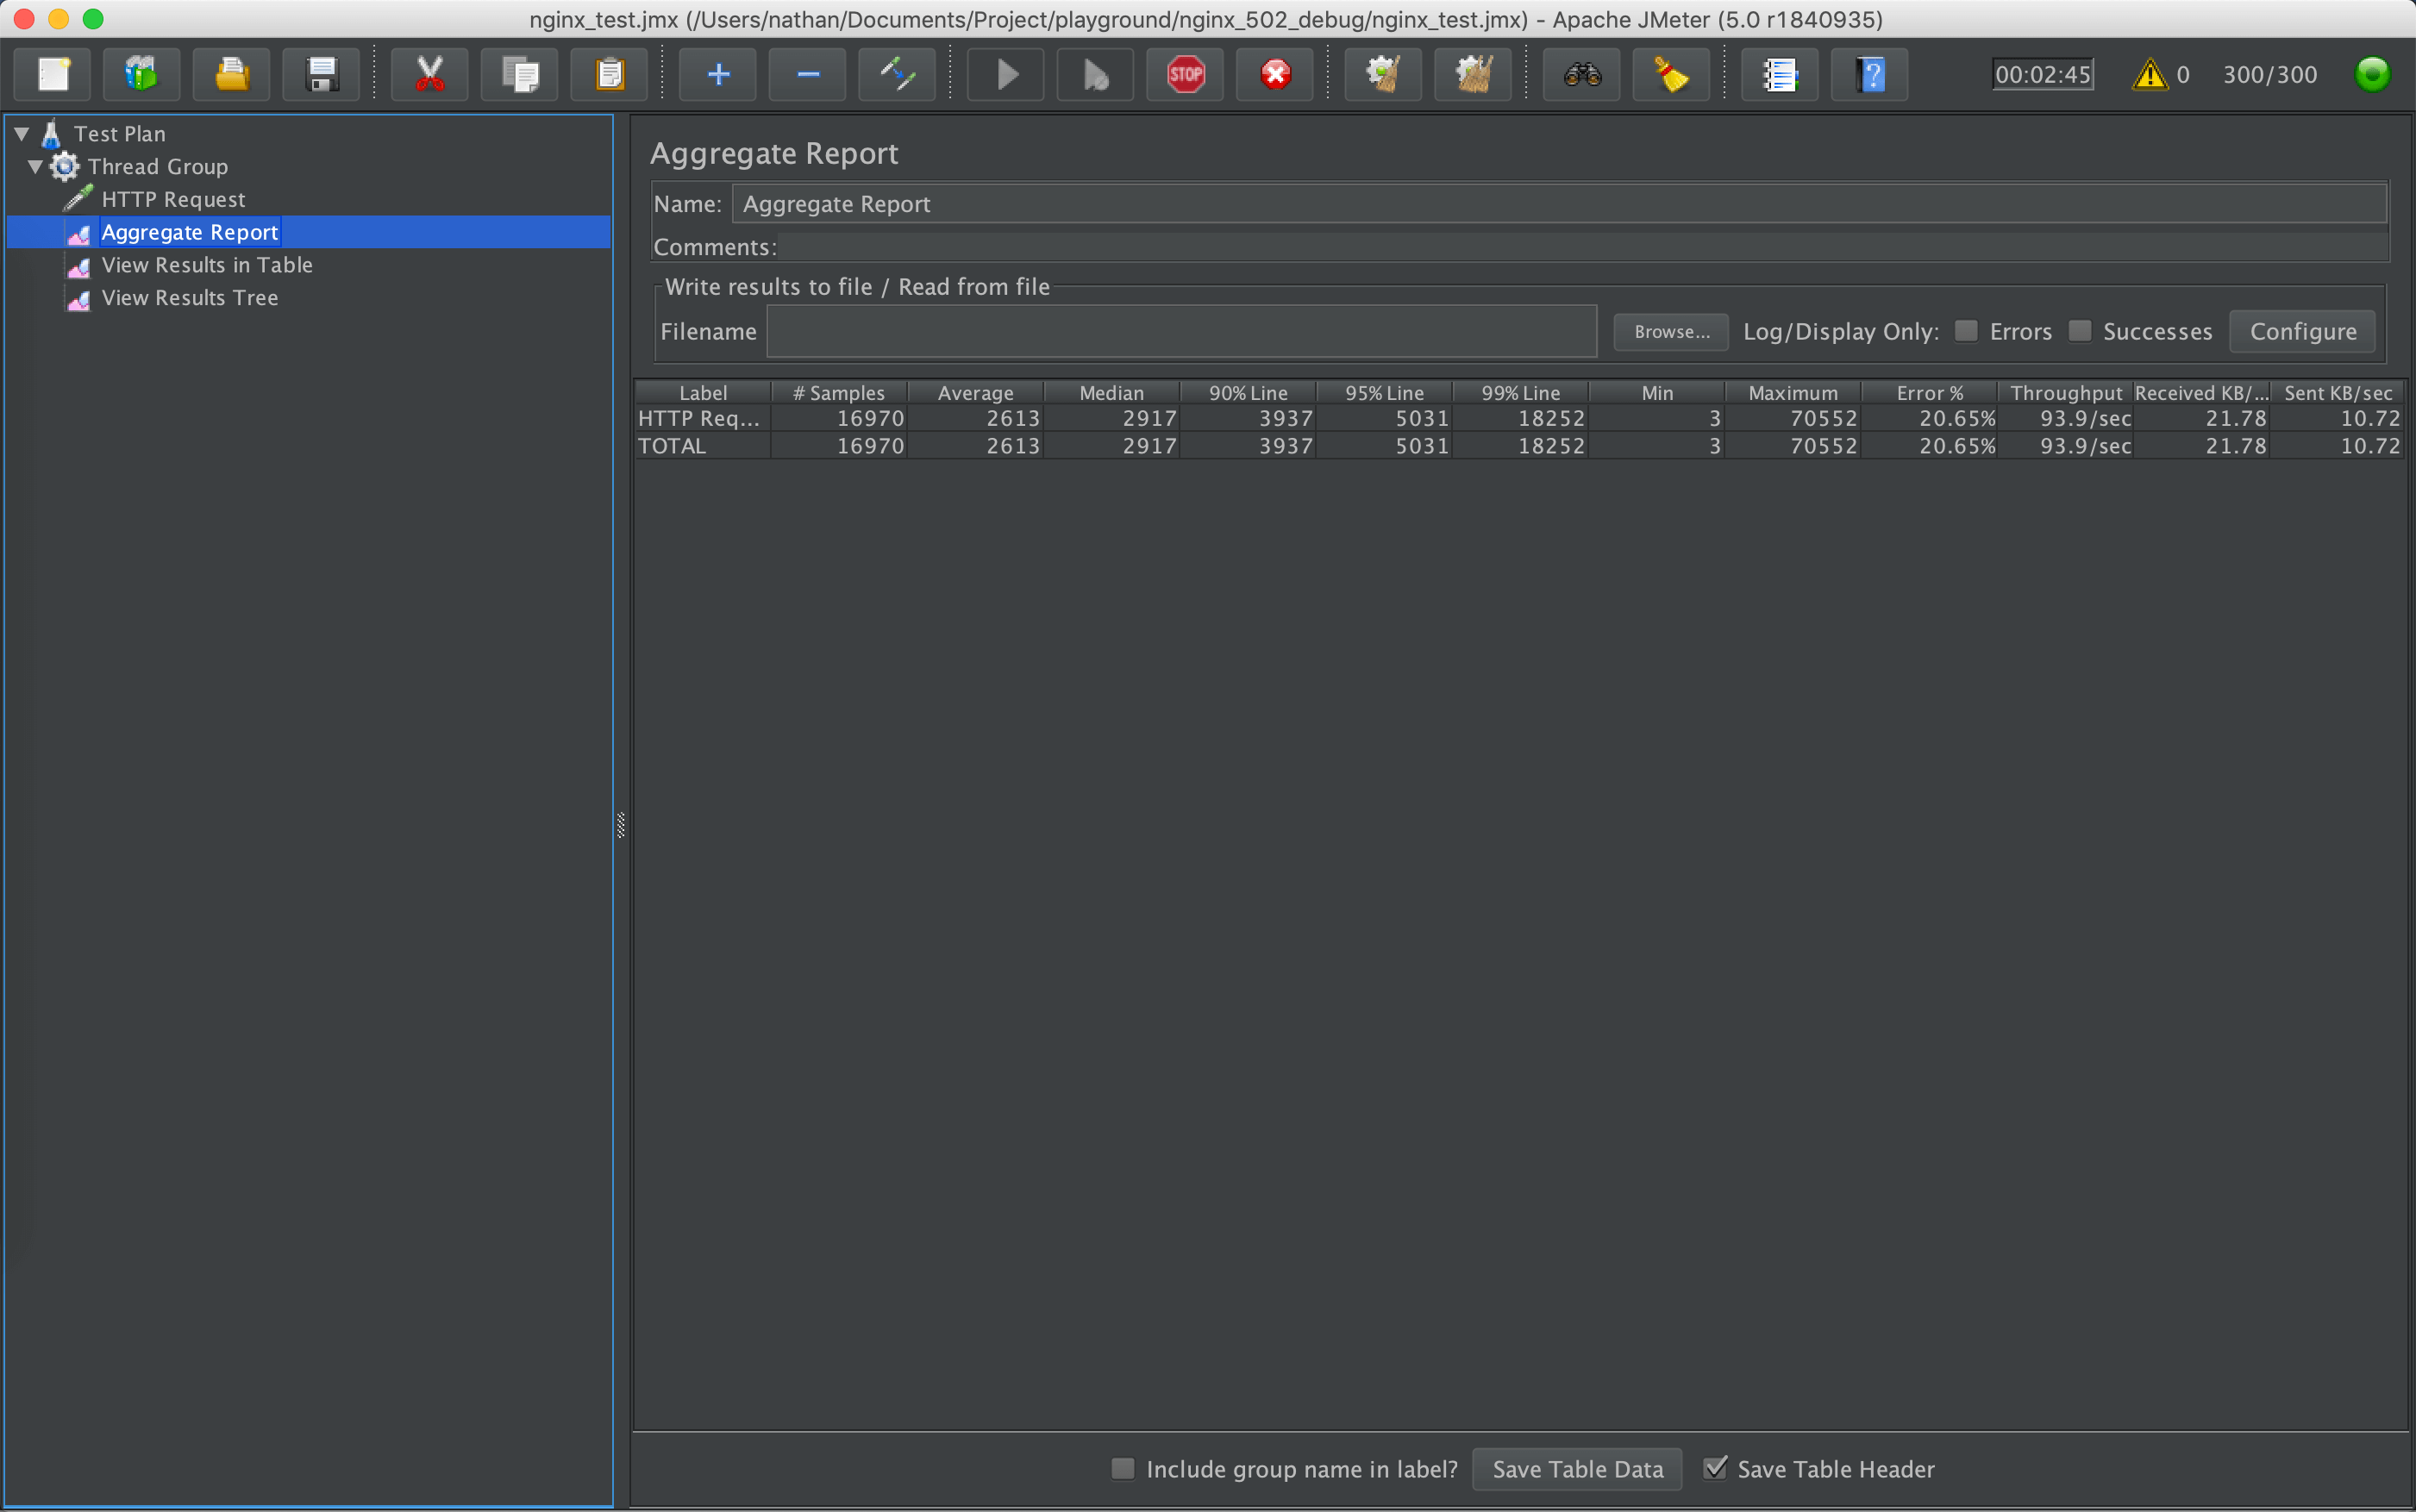 nginx_test.jmx (/Users/nathan/Documents/Project/playground/nginx_502_debug/nginx_test.jmx) - Apache JMeter (5.0 r1840935)
STOP 00:02:45 0 300/300
Test Plan
Thread Group
HTTP Request
Aggregate Report
View Results in Table
View Results Tree
Aggregate Report
Name: Aggregate Report
Comments:
Write results to file / Read from file
Filename Browse... Log/Display Only: Errors Successes Configure
Label # Samples Average Median 90% Line 95% Line 99% Line Min Maximum Error % Throughput Received KB/... Sent KB/sec
HTTP Req... 16970 2613 2917 3937 5031 18252 3 70552 20.65% 93.9/sec 21.78 10.72
TOTAL 16970 2613 2917 3937 5031 18252 3 70552 20.65% 93.9/sec 21.78 10.72
Include group name in label? Save Table Data Save Table Header